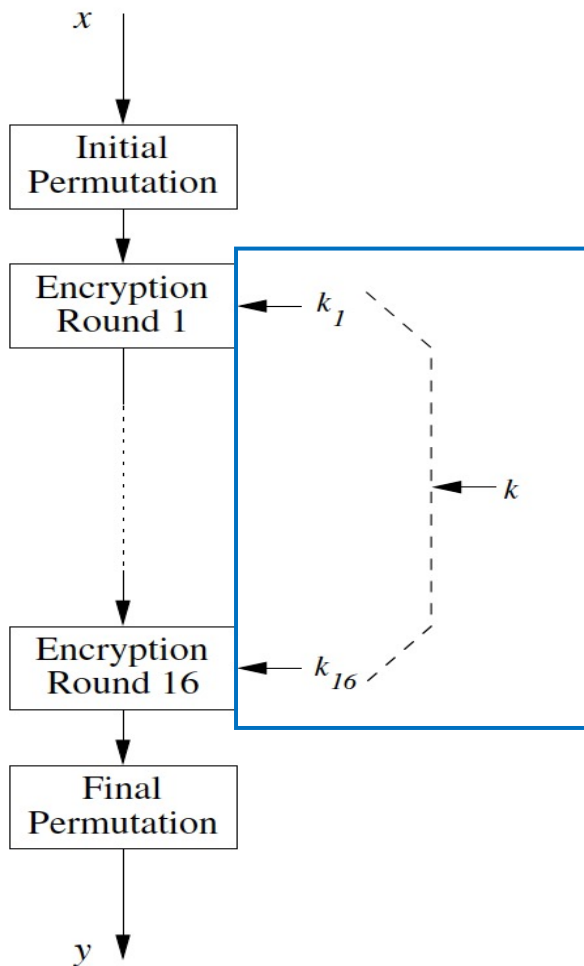 x
Initial
Permutation
Encryption
Round 1
k1
k
Encryption
Round 16
k16
Final
Permutation
y